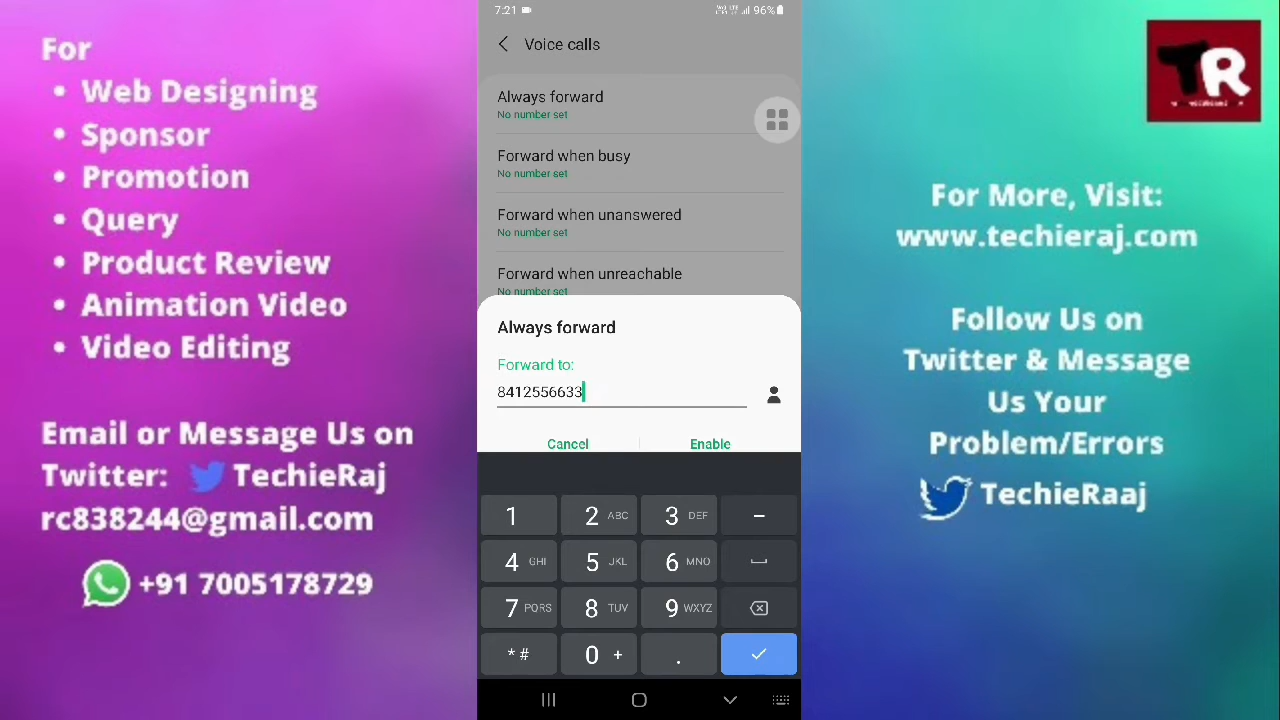 For
• Web Designing
• Sponsor
• Promotion
• Query
• Product Review
• Animation Video
• Video Editing
Email or Message Us on
Twitter: TechieRaj
rc838244@gmail.com
+91 7005178729
7:21
96%
Voice calls
Always forward
No number set
Forward when busy
No number set
Forward when unanswered
No number set
Forward when unreachable
No number set
Always forward
Forward to:
8412556633
Cancel Enable
1 2 ABC 3 DEF -
4 GHI 5 JKL 6 MNO
7 PQRS 8 TUV 9 WXYZ
* # 0 + .
TR
For More, Visit:
www.techieraj.com
Follow Us on
Twitter & Message
Us Your
Problem/Errors
TechieRaaj